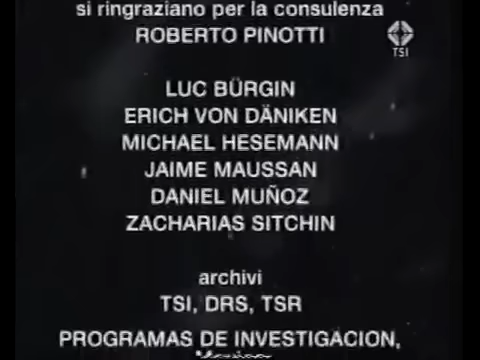 si ringraziano per la consulenza
ROBERTO PINOTTI
TSI
LUC BÜRGIN
ERICH VON DÄNIKEN
MICHAEL HESEMANN
JAIME MAUSSAN
DANIEL MUÑOZ
ZACHARIAS SITCHIN
archivi
TSI, DRS, TSR
PROGRAMAS DE INVESTIGACION,